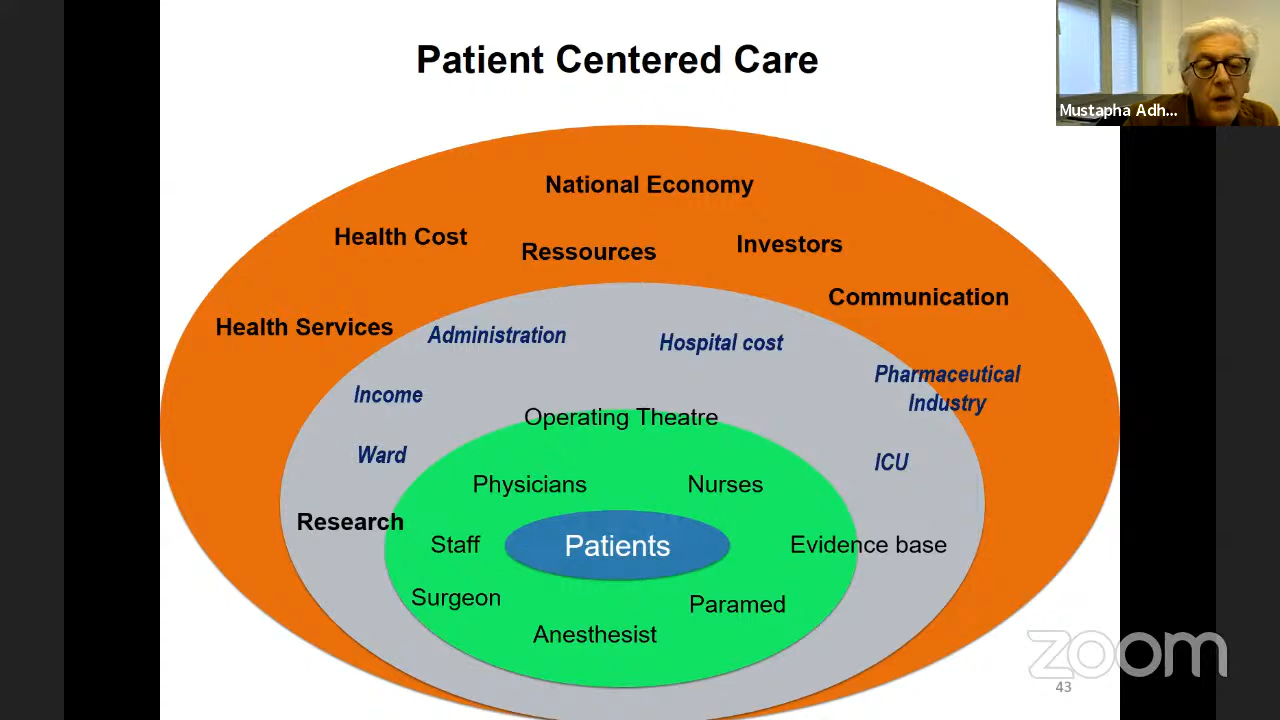 Patient Centered Care
Mustapha Adh...
National Economy
Health Cost
Ressources
Investors
Communication
Health Services
Administration
Hospital cost
Pharmaceutical
Industry
Income
Operating Theatre
Ward
ICU
Physicians
Nurses
Research
Staff
Patients
Evidence base
Surgeon
Paramed
Anesthesist
zoom
43